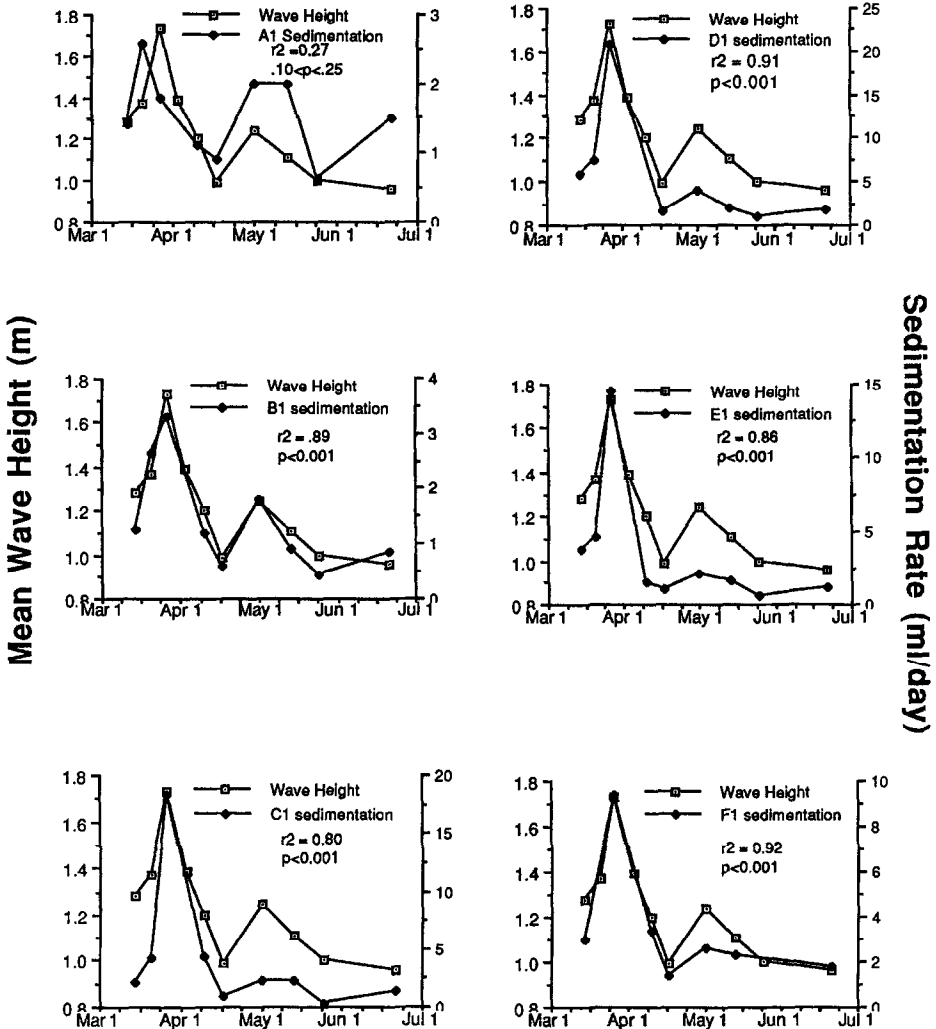 Mean Wave Height (m)
Sedimentation Rate (ml/day)
Wave Height
A1 Sedimentation
r2 =0.27
.10<p<.25
1.8
1.6
1.4
1.2
1.0
0.8
3
2
1
0
Mar 1 Apr 1 May 1 Jun 1 Jul 1
Wave Height
D1 sedimentation
r2 = 0.91
p<0.001
1.8
1.6
1.4
1.2
1.0
0.8
25
20
15
10
5
0
Mar 1 Apr 1 May 1 Jun 1 Jul 1
Wave Height
B1 sedimentation
r2 = .89
p<0.001
1.8
1.6
1.4
1.2
1.0
0.8
4
3
2
1
0
Mar 1 Apr 1 May 1 Jun 1 Jul 1
Wave Height
E1 sedimentation
r2 = 0.86
p<0.001
1.8
1.6
1.4
1.2
1.0
0.8
15
10
5
0
Mar 1 Apr 1 May 1 Jun 1 Jul 1
Wave Height
C1 sedimentation
r2 = 0.80
p<0.001
1.8
1.6
1.4
1.2
1.0
0.8
20
15
10
5
0
Mar 1 Apr 1 May 1 Jun 1 Jul 1
Wave Height
F1 sedimentation
r2 = 0.92
p<0.001
1.8
1.6
1.4
1.2
1.0
0.8
10
8
6
4
2
0
Mar 1 Apr 1 May 1 Jun 1 Jul 1